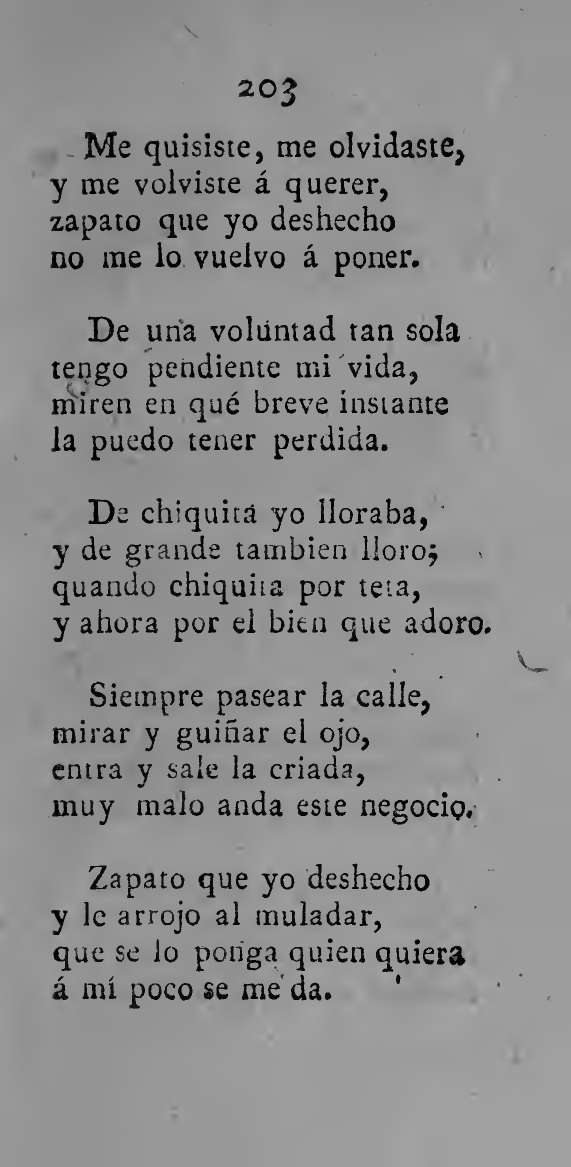 203
Me quisiste, me olvidaste,
y me volviste á querer,
zapato que yo deshecho
no me lo vuelvo á poner.
De una voluntad tan sola
tengo pendiente mi vida,
miren en qué breve instante
la puedo tener perdida.
De chiquita yo lloraba,
y de grande tambien lloro;
quando chiquita por teta,
y ahora por el bien que adoro.
Siempre pasear la calle,
mirar y guiñar el ojo,
entra y sale la criada,
muy malo anda este negocio.
Zapato que yo deshecho
y le arrojo al muladar,
que se lo ponga quien quiera
á mí poco se me da.